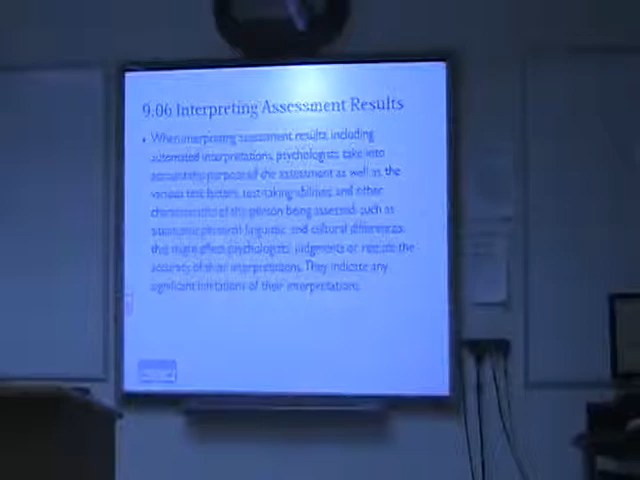 9.06 Interpreting Assessment Results
• When interpreting assessment results, including
automated interpretations, psychologists take into
account the purpose of the assessment as well as the
various test factors, test-taking abilities, and other
characteristics of the person being assessed, such as
situational, personal, linguistic, and cultural differences,
that might affect psychologists' judgments or reduce the
accuracy of their interpretations. They indicate any
significant limitations of their interpretations.